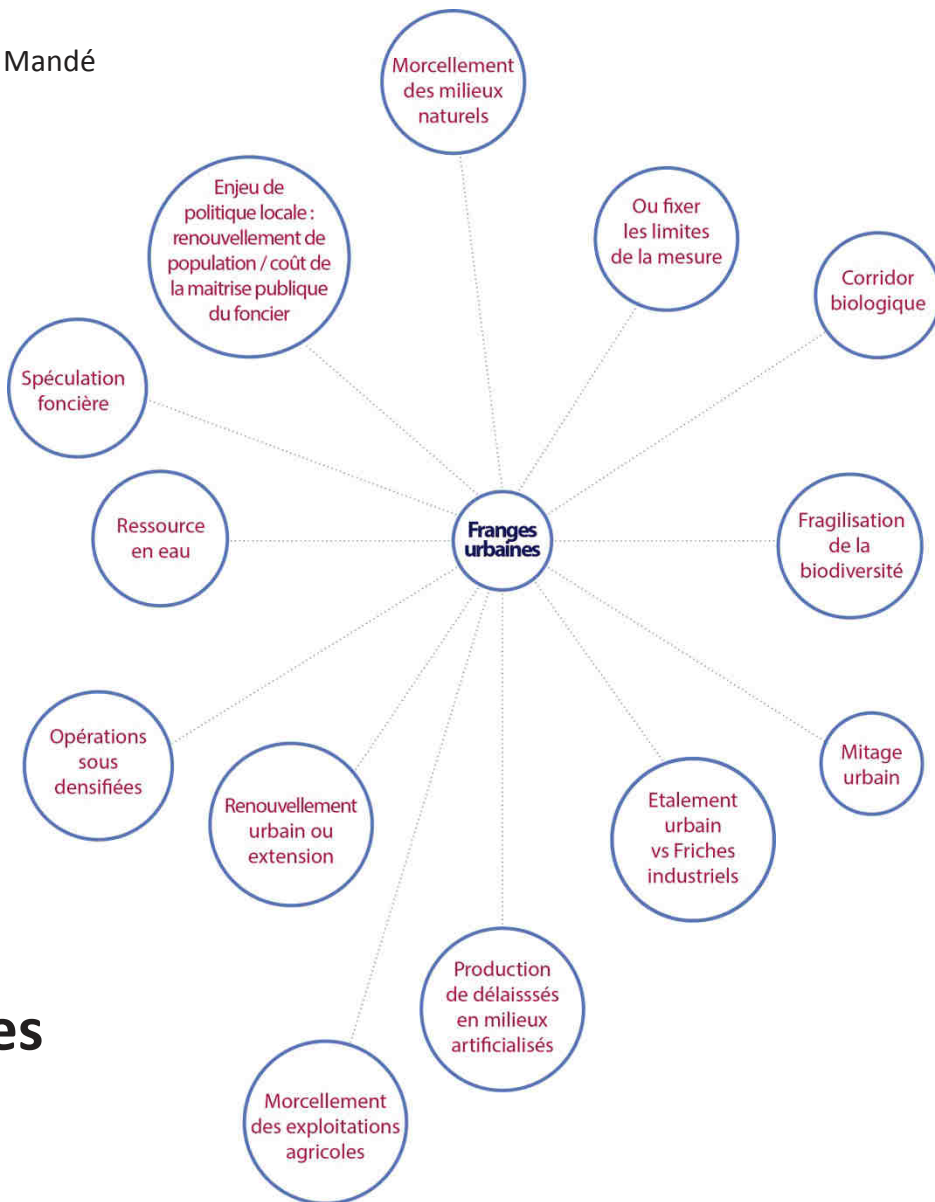 Mandé
Morcellement
des milieux
naturels
Enjeu de
politique locale :
renouvellement de
population / coût de
la maitrise publique
du foncier
Ou fixer
les limites
de la mesure
Corridor
biologique
Spéculation
foncière
Ressource
en eau
Franges
urbaines
Fragilisation
de la
biodiversité
Opérations
sous
densifiées
Renouvellement
urbain ou
extension
Etalement
urbain
vs Friches
industriels
Mitage
urbain
Production
de délaisssés
en milieux
artificialisés
es
Morcellement
des exploitations
agricoles